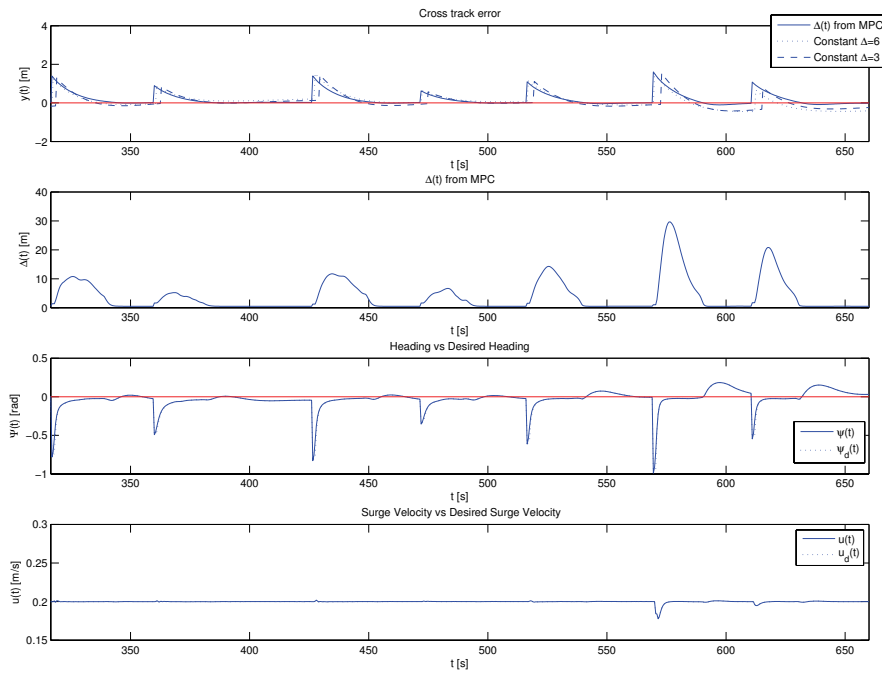 Cross track error
4
2
0
−2
y(t) [m]
Δ(t) from MPC
Constant Δ=6
Constant Δ=3
350 400 450 500 550 600 650
t [s]
Δ(t) from MPC
40
30
20
10
0
Δ(t) [m]
350 400 450 500 550 600 650
t [s]
Heading vs Desired Heading
0.5
0
−0.5
−1
Ψ(t) [rad]
ψ(t)
ψd(t)
350 400 450 500 550 600 650
t [s]
Surge Velocity vs Desired Surge Velocity
0.3
0.25
0.2
0.15
u(t) [m/s]
u(t)
ud(t)
350 400 450 500 550 600 650
t [s]